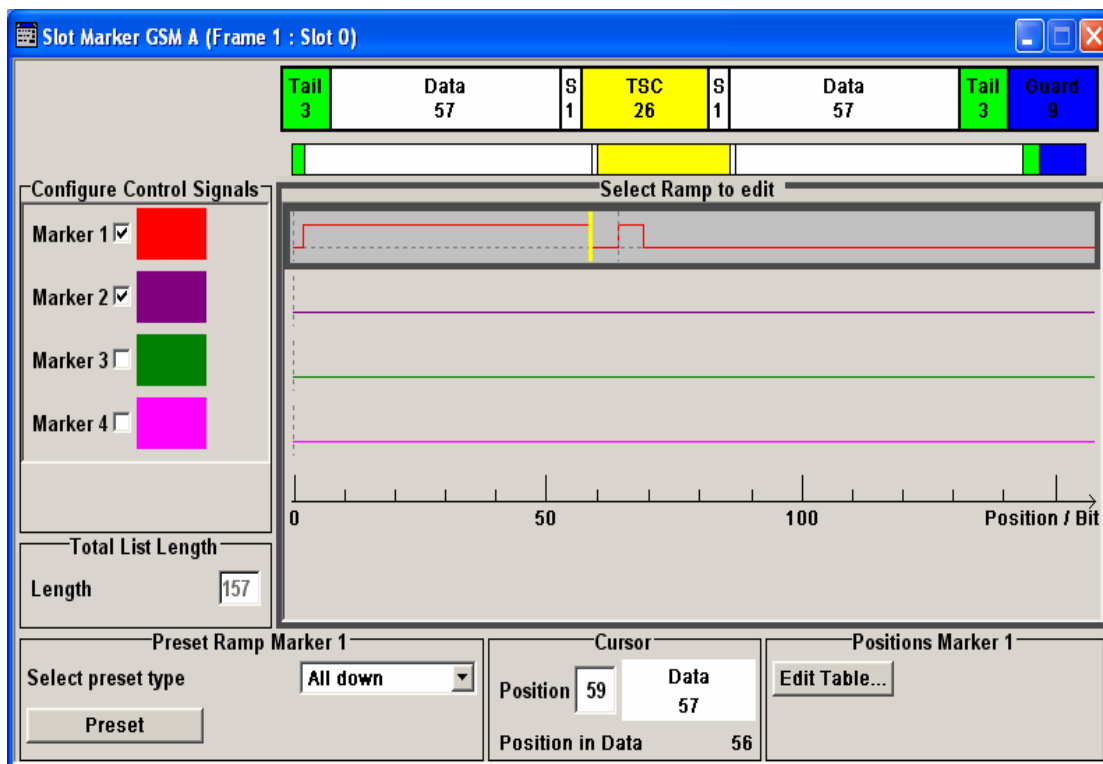 Slot Marker GSM A (Frame 1 : Slot 0)
Tail Data S TSC S Data Tail Guard
3 57 1 26 1 57 3 9
Configure Control Signals
Select Ramp to edit
Marker 1
Marker 2
Marker 3
Marker 4
0 50 100 Position / Bit
Total List Length
Length 157
Preset Ramp Marker 1
Select preset type All down
Preset
Cursor
Position 59 Data
57
Position in Data 56
Positions Marker 1
Edit Table...